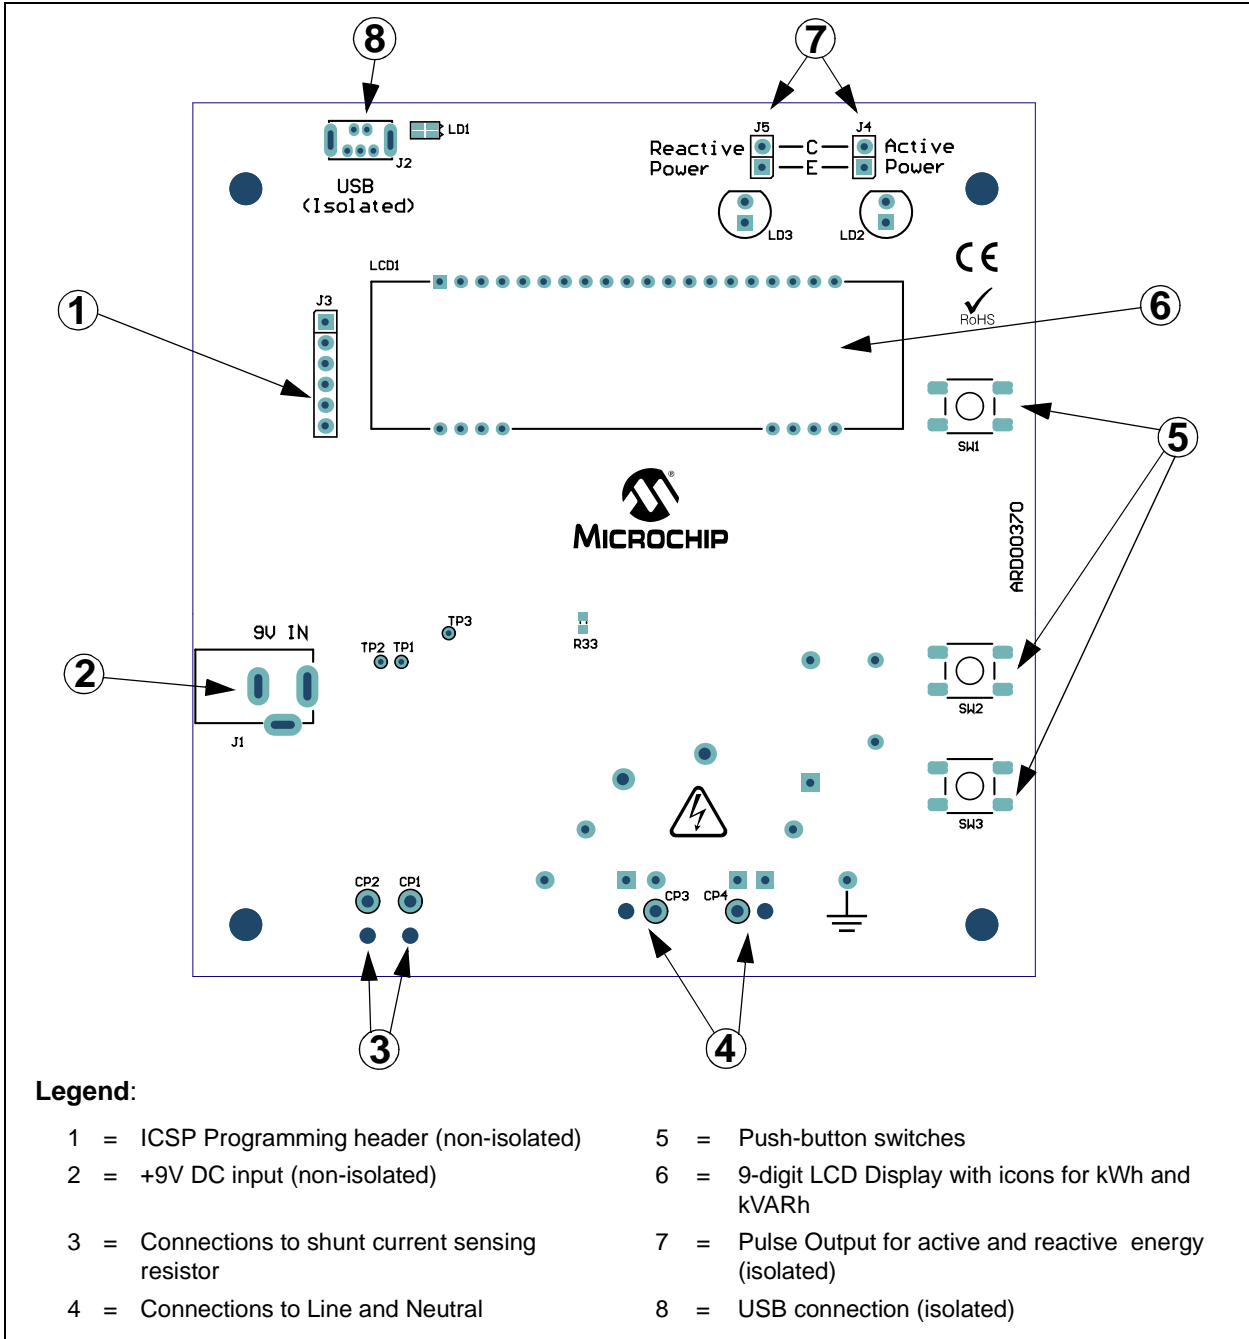 8
7
LD1
J2
USB
(Isolated)
J5
J4
Reactive
Power
C
E
Active
Power
LD3
LD2
CE
RoHS
LCD1
J3
1
6
SW1
5
MICROCHIP
®
ARD00370
9V IN
TP3
TP2 TP1
R33
2
J1
SW2
SW3
CP2 CP1
CP3 CP4
3
4
Legend:
1 = ICSP Programming header (non-isolated)
2 = +9V DC input (non-isolated)
3 = Connections to shunt current sensing
resistor
4 = Connections to Line and Neutral
5 = Push-button switches
6 = 9-digit LCD Display with icons for kWh and
kVARh
7 = Pulse Output for active and reactive energy
(isolated)
8 = USB connection (isolated)